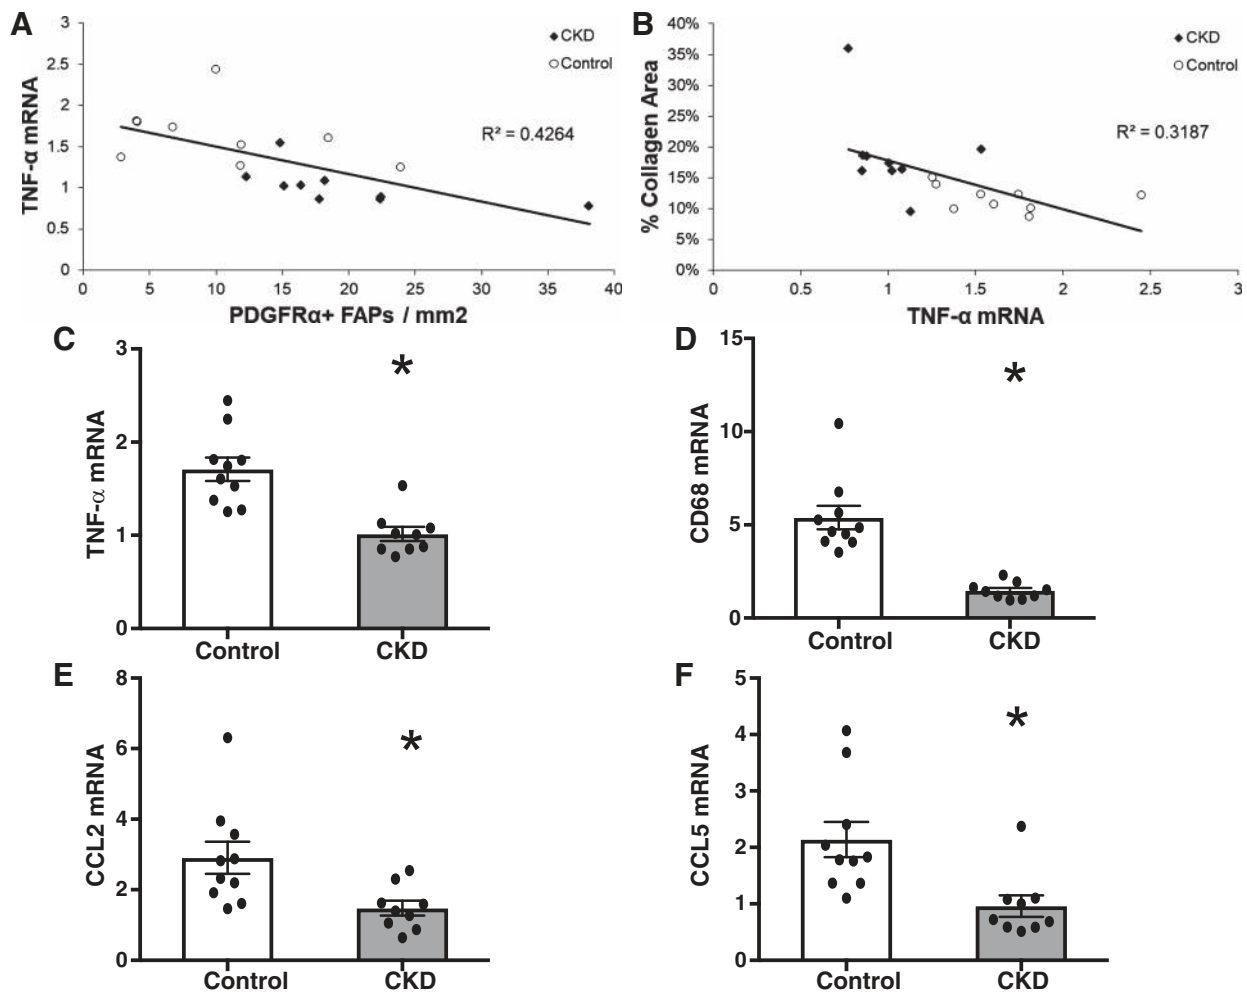 A
3
2.5
2
1.5
1
0.5
0
TNF-α mRNA
◆CKD
○Control
R² = 0.4264
0 5 10 15 20 25 30 35 40
PDGFRα+ FAPs / mm2
B
40%
35%
30%
25%
20%
15%
10%
5%
0%
% Collagen Area
◆CKD
○Control
R² = 0.3187
0 0.5 1 1.5 2 2.5 3
TNF-α mRNA
C
3
2
1
0
TNF-α mRNA
*
Control CKD
D
15
10
5
0
CD68 mRNA
*
Control CKD
E
8
6
4
2
0
CCL2 mRNA
*
Control CKD
F
5
4
3
2
1
0
CCL5 mRNA
*
Control CKD